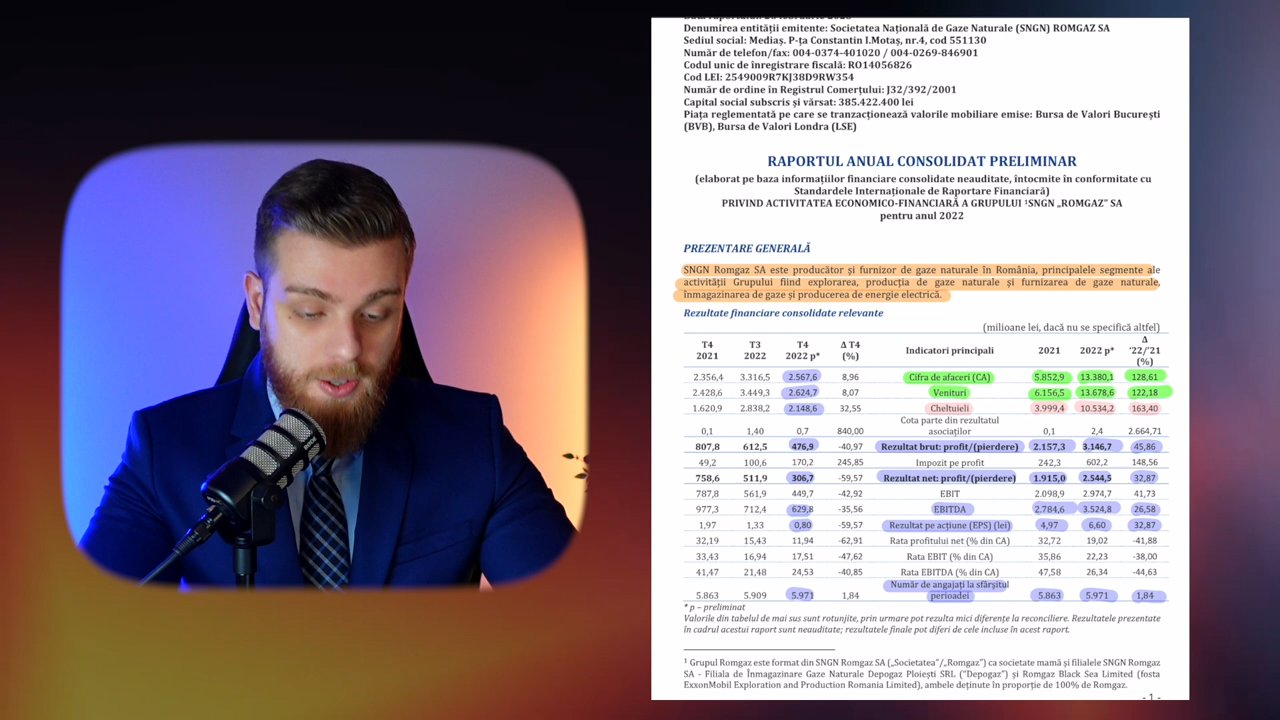 Denumirea entității emitente: Societatea Națională de Gaze Naturale (SNGN) ROMGAZ SA
Sediul social: Mediaș. P-ța Constantin I.Motaș, nr.4, cod 551130
Număr de telefon/fax: 004-0374-401020 / 004-0269-846901
Codul unic de înregistrare fiscală: RO14056826
Cod LEI: 2549009R7KJ38D9RW354
Număr de ordine în Registrul Comerțului: J32/392/2001
Capital social subscris și vărsat: 385.422.400 lei
Piața reglementată pe care se tranzacționează valorile mobiliare emise: Bursa de Valori București
(BVB), Bursa de Valori Londra (LSE)
RAPORTUL ANUAL CONSOLIDAT PRELIMINAR
(elaborat pe baza informațiilor financiare consolidate neauditate, întocmite în conformitate cu
Standardele Internaționale de Raportare Financiară)
PRIVIND ACTIVITATEA ECONOMICO-FINANCIARĂ A GRUPULUI ¹SNGN „ROMGAZ” SA
pentru anul 2022
PREZENTARE GENERALĂ
SNGN Romgaz SA este producător și furnizor de gaze naturale în România, principalele segmente ale
activității Grupului fiind explorarea, producția de gaze naturale și furnizarea de gaze naturale,
înmagazinarea de gaze și producerea de energie electrică.
Rezultate financiare consolidate relevante
(milioane lei, dacă nu se specifică altfel)
T4 2021 T3 2022 T4 2022 p* Δ T4 (%) Indicatori principali 2021 2022 p* Δ '22/'21 (%)
2.356,4 3.316,5 2.567,6 8,96 Cifra de afaceri (CA) 5.852,9 13.380,1 128,61
2.428,6 3.449,3 2.624,7 8,07 Venituri 6.156,5 13.678,6 122,18
1.620,9 2.838,2 2.148,6 32,55 Cheltuieli 3.999,4 10.534,2 163,40
0,1 1,40 0,7 840,00 Cota parte din rezultatul asociaților 0,1 2,4 2.664,71
807,8 612,5 476,9 -40,97 Rezultat brut: profit/(pierdere) 2.157,3 3.146,7 45,86
49,2 100,6 170,2 245,85 Impozit pe profit 242,3 602,2 148,56
758,6 511,9 306,7 -59,57 Rezultat net: profit/(pierdere) 1.915,0 2.544,5 32,87
787,8 561,9 449,7 -42,92 EBIT 2.098,9 2.974,7 41,73
977,3 712,4 629,8 -35,56 EBITDA 2.784,6 3.524,8 26,58
1,97 1,33 0,80 -59,57 Rezultat pe acțiune (EPS) (lei) 4,97 6,60 32,87
32,19 15,43 11,94 -62,91 Rata profitului net (% din CA) 32,72 19,02 -41,88
33,43 16,94 17,51 -47,62 Rata EBIT (% din CA) 35,86 22,23 -38,00
41,47 21,48 24,53 -40,85 Rata EBITDA (% din CA) 47,58 26,34 -44,63
5.863 5.909 5.971 1,84 Număr de angajați la sfârșitul perioadei 5.863 5.971 1,84
* p – preliminat
Valorile din tabelul de mai sus sunt rotunjite, prin urmare pot rezulta mici diferențe la reconciliere. Rezultatele prezentate
în cadrul acestui raport sunt neauditate; rezultatele finale pot diferi de cele incluse în acest raport.
¹ Grupul Romgaz este format din SNGN Romgaz SA („Societatea”/„Romgaz”) ca societate mamă și filialele SNGN Romgaz
SA - Filiala de Înmagazinare Gaze Naturale Depogaz Ploiești SRL (“Depogaz”) și Romgaz Black Sea Limited (fosta
ExxonMobil Exploration and Production Romania Limited), ambele deținute în proporție de 100% de Romgaz.
- 1 -